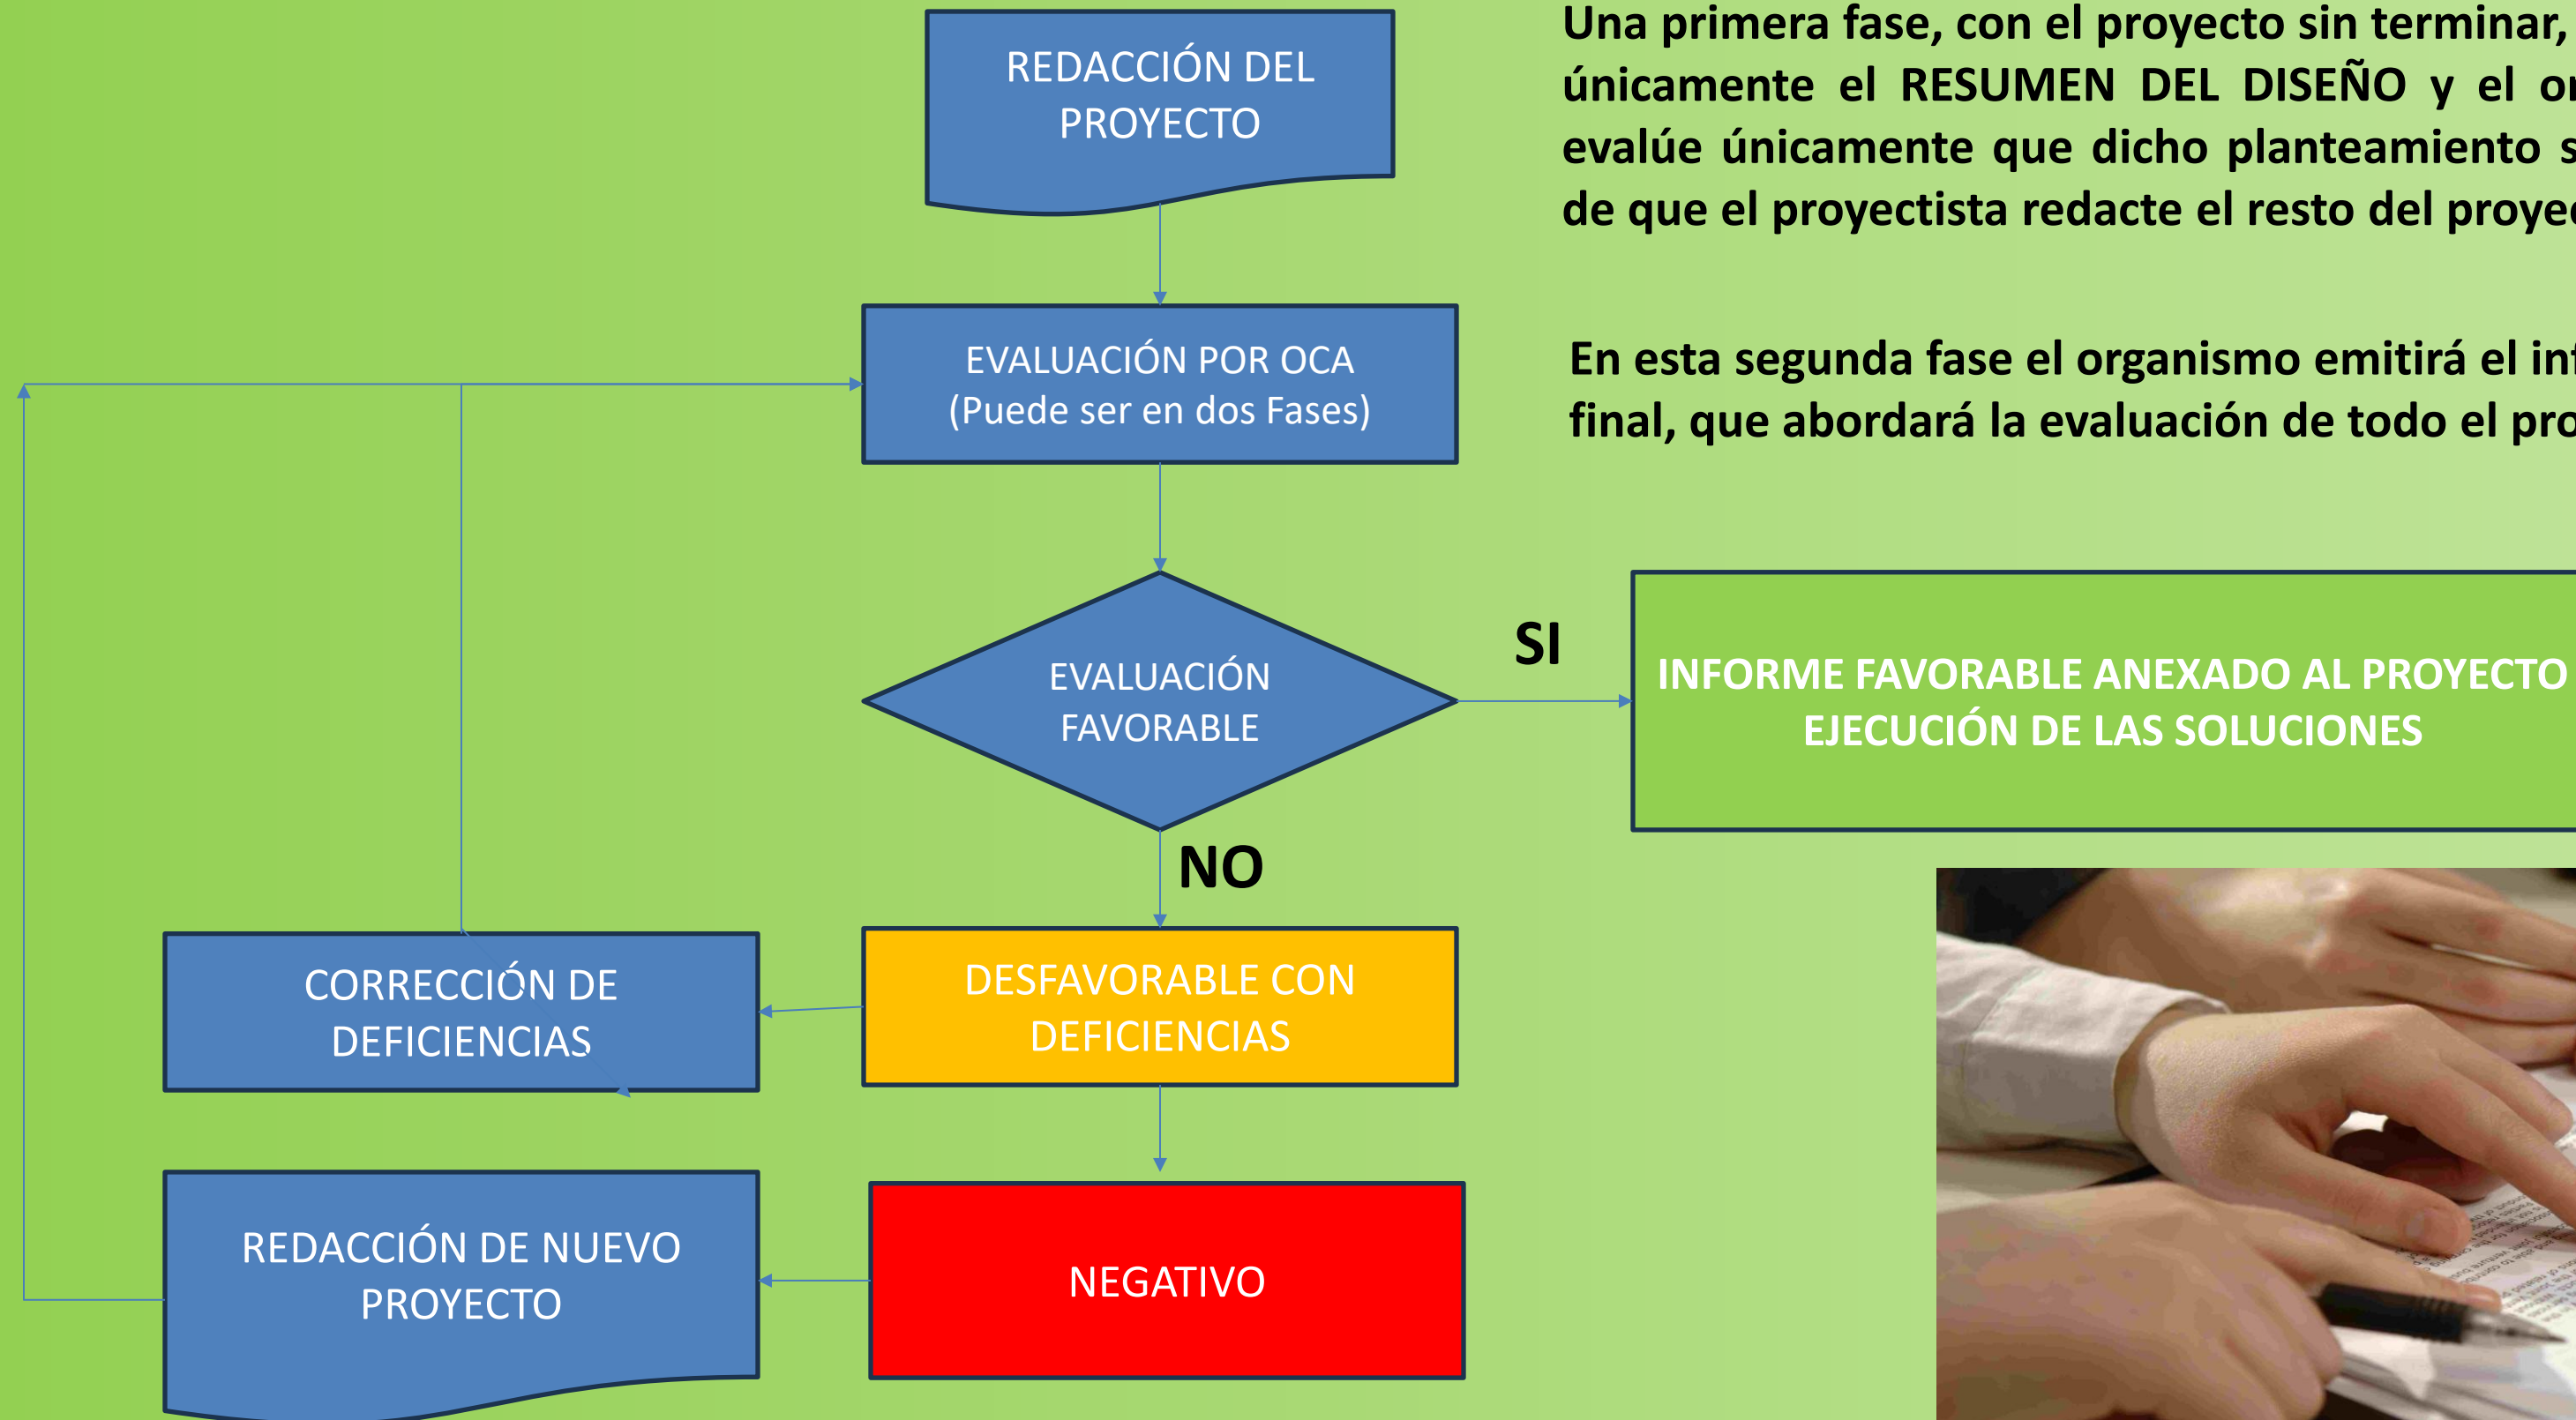 REDACCIÓN DEL
PROYECTO
Una primera fase, con el proyecto sin terminar,
únicamente el RESUMEN DEL DISEÑO y el
evalúe únicamente que dicho planteamiento
de que el proyectista redacte el resto del
EVALUACIÓN POR OCA
(Puede ser en dos Fases)
En esta segunda fase el organismo emitirá el
final, que abordará la evaluación de todo el
EVALUACIÓN
FAVORABLE
SI
INFORME FAVORABLE ANEXADO AL PROYECTO
EJECUCIÓN DE LAS SOLUCIONES
NO
CORRECCIÓN DE
DEFICIENCIAS
DESFAVORABLE CON
DEFICIENCIAS
REDACCIÓN DE NUEVO
PROYECTO
NEGATIVO